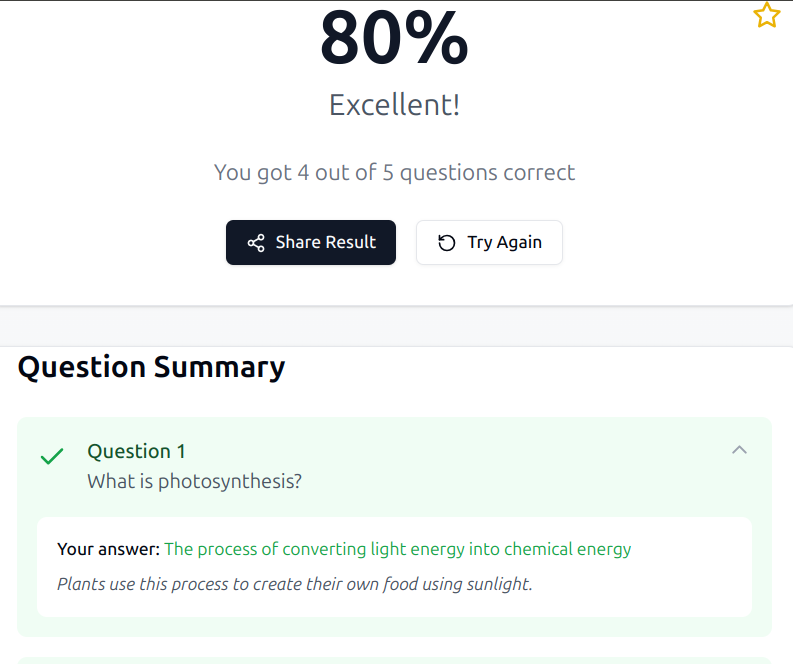 80%
Excellent!
You got 4 out of 5 questions correct
Share Result
Try Again
Question Summary
Question 1
What is photosynthesis?
Your answer: The process of converting light energy into chemical energy
Plants use this process to create their own food using sunlight.